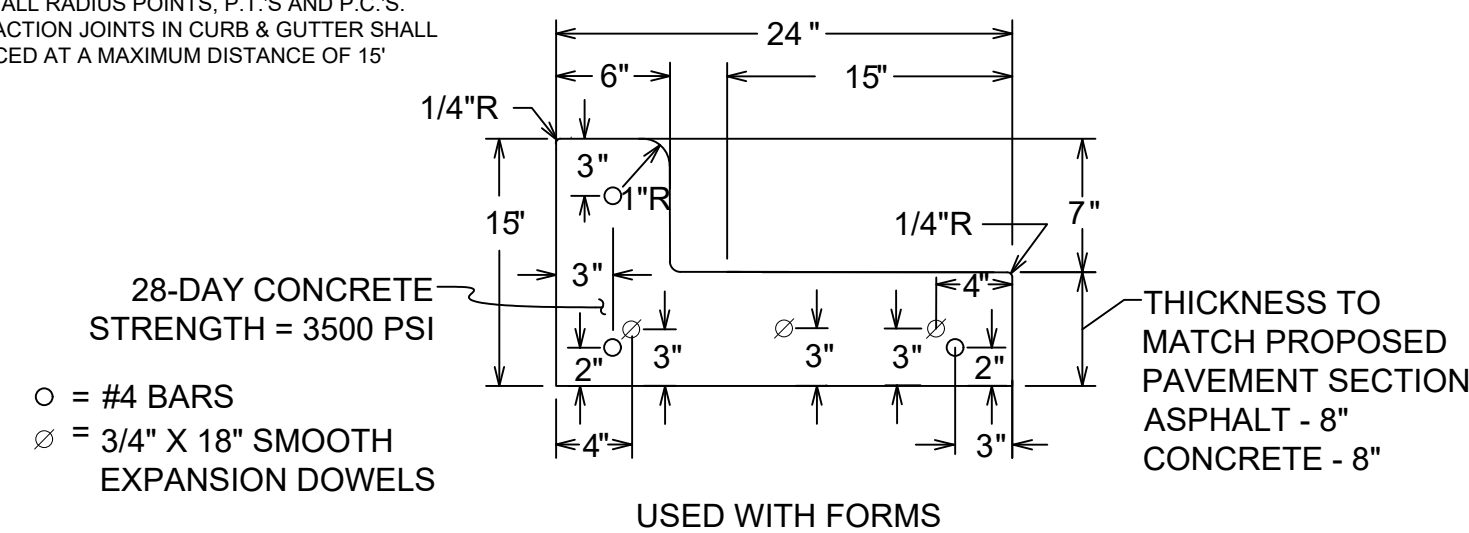 ALL RADIUS POINTS, P.T.'S AND P.C.'S.
ACTION JOINTS IN CURB & GUTTER SHALL
CED AT A MAXIMUM DISTANCE OF 15'
24"
6"
15"
1/4"R
3"
1"R
15"
1/4"R
7"
3"
4"
28-DAY CONCRETE
STRENGTH = 3500 PSI
2"
3"
3"
3"
2"
THICKNESS TO
MATCH PROPOSED
PAVEMENT SECTION
ASPHALT - 8"
CONCRETE - 8"
= #4 BARS
∅ = 3/4" X 18" SMOOTH
EXPANSION DOWELS
4"
3"
USED WITH FORMS